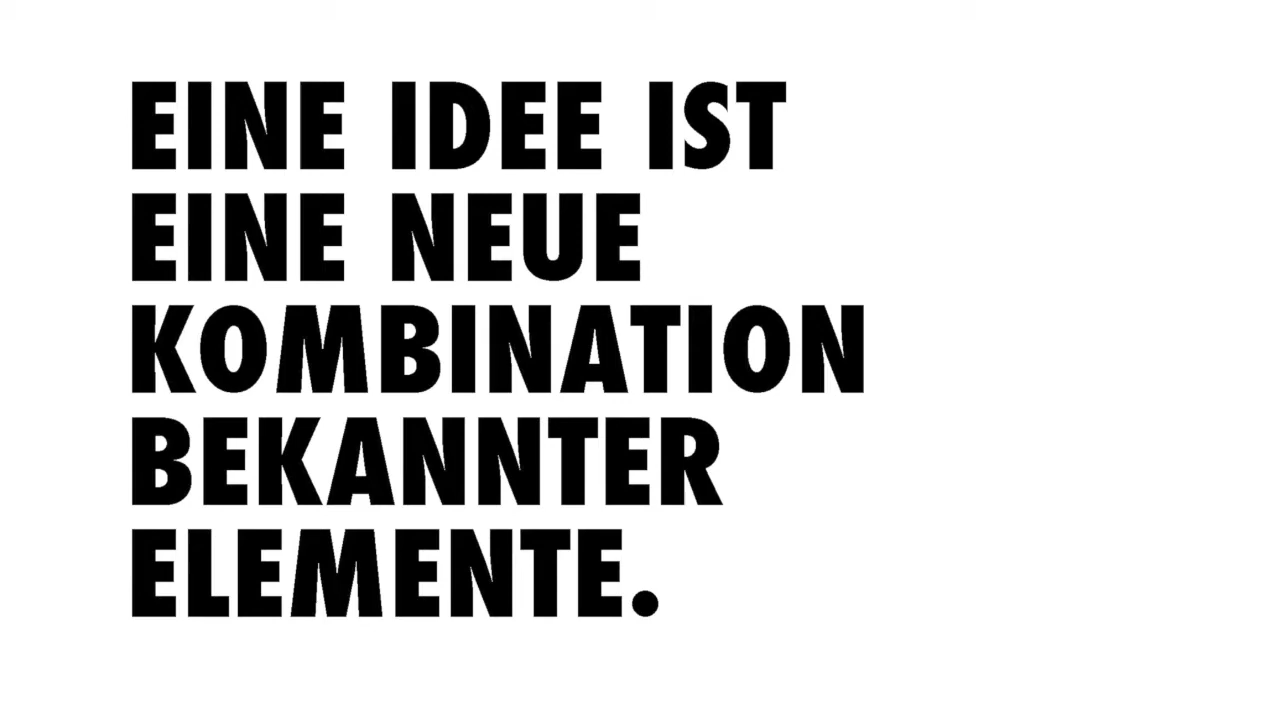 EINE IDEE IST
EINE NEUE
KOMBINATION
BEKANNTER
ELEMENTE.